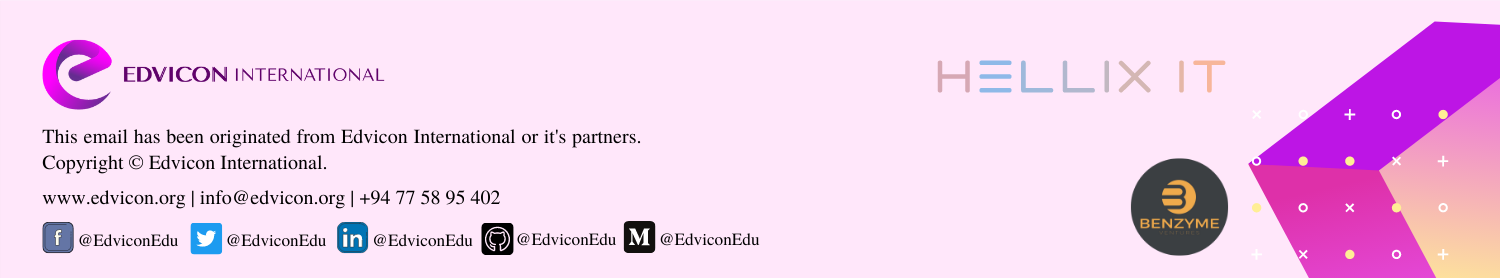 EDVICON INTERNATIONAL
HELLIX IT
This email has been originated from Edvicon International or it's partners.
Copyright © Edvicon International.
www.edvicon.org | info@edvicon.org | +94 77 58 95 402
@EdviconEdu @EdviconEdu @EdviconEdu @EdviconEdu @EdviconEdu
BENZYME
VENTURES